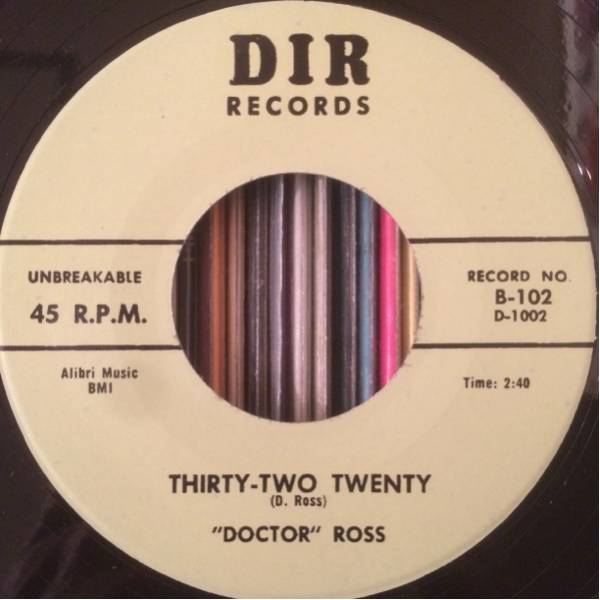 DIR
RECORDS
UNBREAKABLE
45 R.P.M.
Alibri Music
BMI
RECORD NO.
B-102
D-1002
Time: 2:40
THIRTY-TWO TWENTY
(D. Ross)
"DOCTOR" ROSS